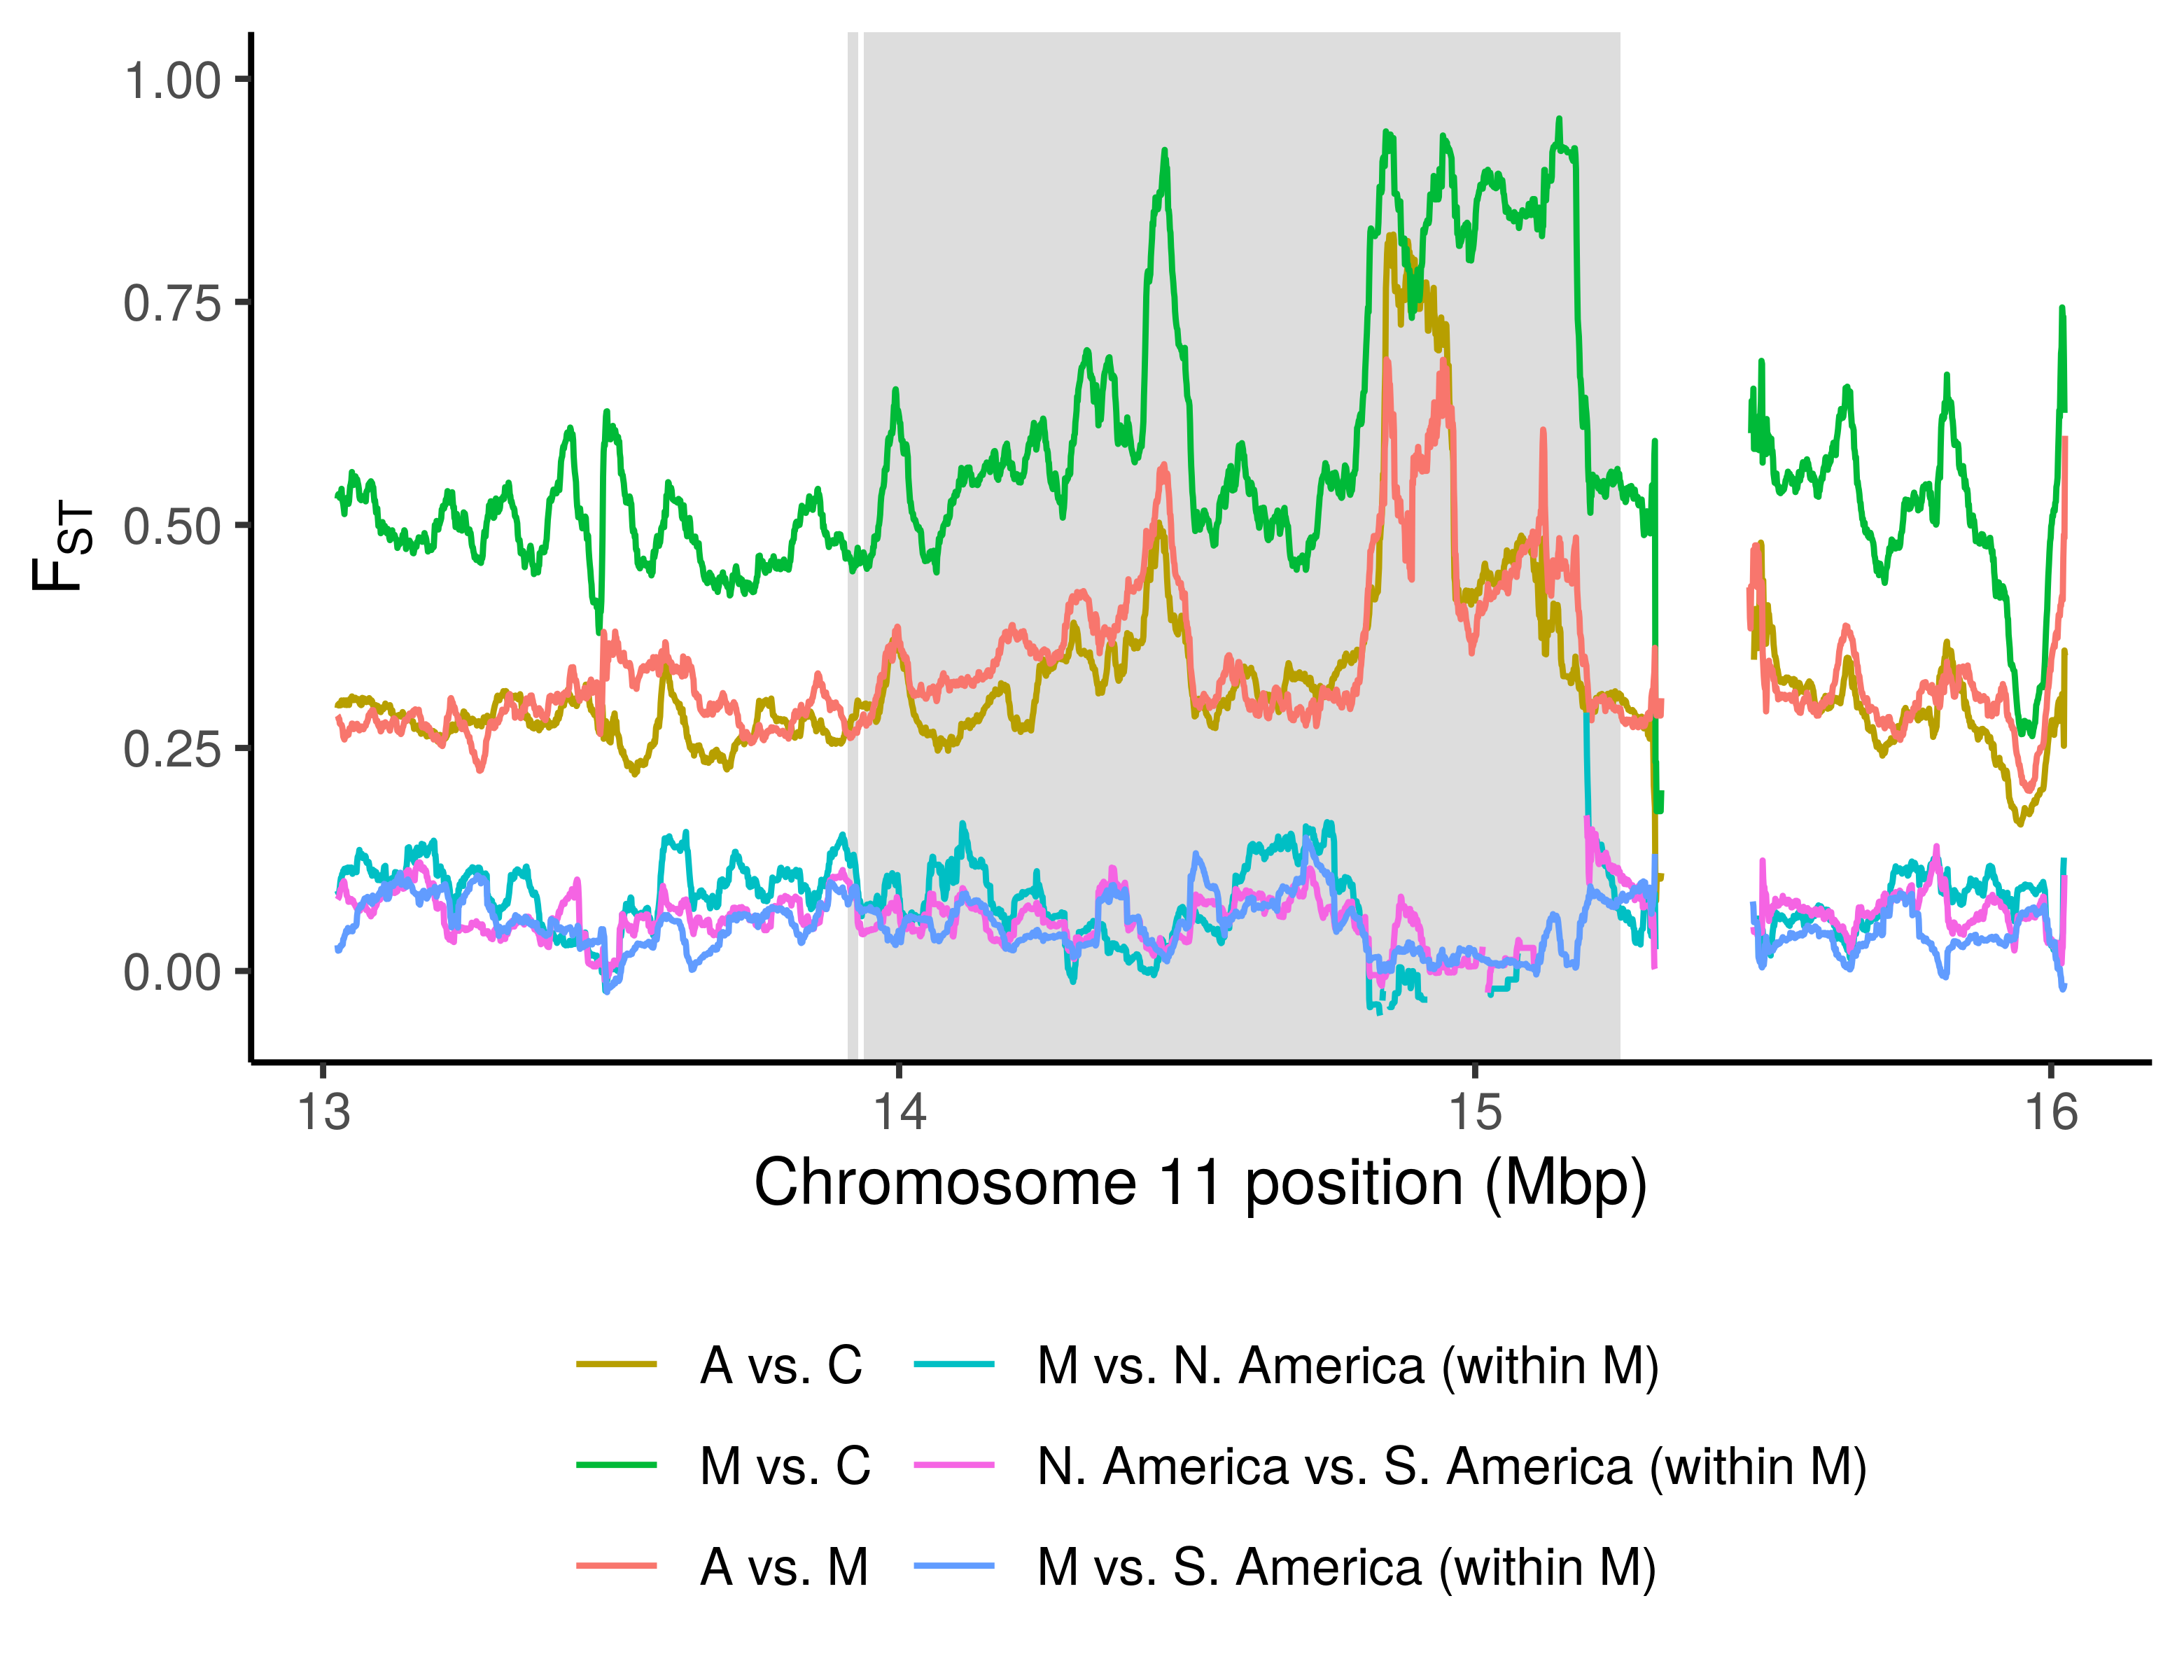 1.00
0.75
0.50
0.25
0.00
FST
13 14 15 16
Chromosome 11 position (Mbp)
A vs. C M vs. N. America (within M)
M vs. C N. America vs. S. America (within M)
A vs. M M vs. S. America (within M)